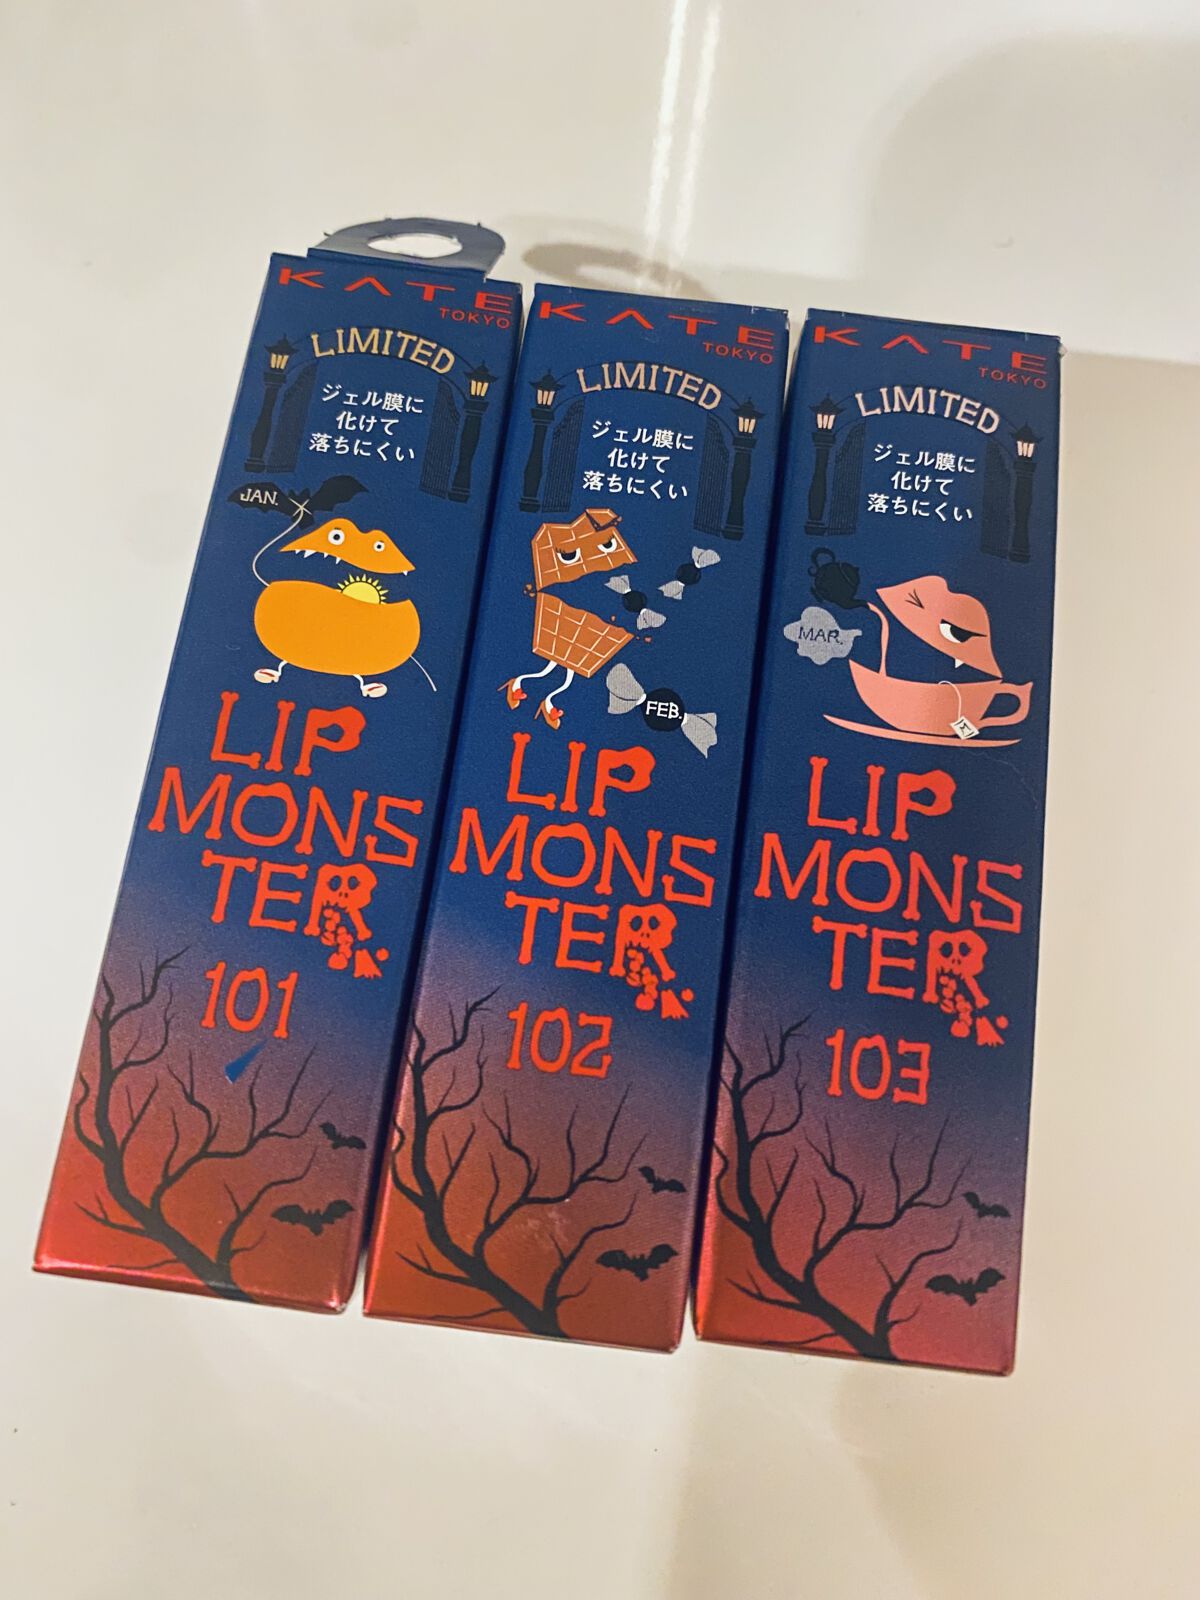 KATE
TOKYO
LIMITED
ジェル膜に
化けて
落ちにくい
JAN.
LIP
MONS
TER
101
KATE
TOKYO
LIMITED
ジェル膜に
化けて
落ちにくい
FEB.
LIP
MONS
TER
102
KATE
TOKYO
LIMITED
ジェル膜に
化けて
落ちにくい
MAR.
LIP
MONS
TER
103